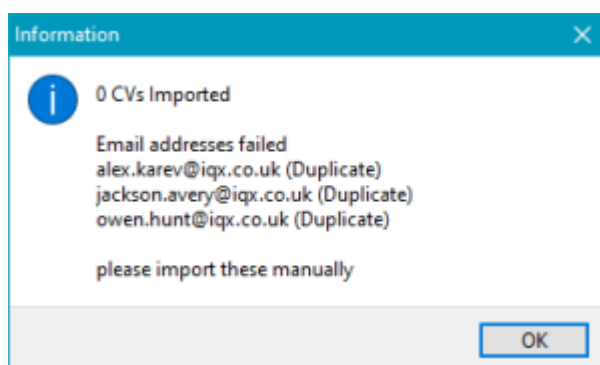 Information
0 CVs Imported
Email addresses failed
alex.karev@iqx.co.uk (Duplicate)
jackson.avery@iqx.co.uk (Duplicate)
owen.hunt@iqx.co.uk (Duplicate)
please import these manually
OK